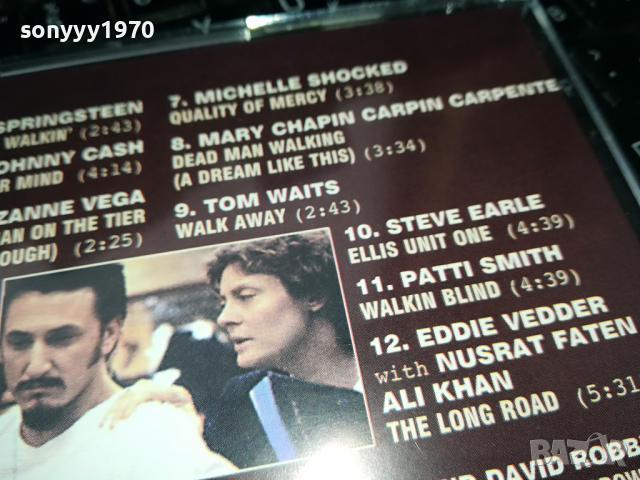 sonyyy1970
SPRINGSTEEN
WALKIN' (2:43)
JOHNNY CASH
R MIND (4:14)
ZANNE VEGA
AN ON THE TIER
OUGH) (2:25)
7. MICHELLE SHOCKED
QUALITY OF MERCY (3:38)
8. MARY CHAPIN CARPIN CARPENTE
DEAD MAN WALKING
(A DREAM LIKE THIS) (3:34)
9. TOM WAITS
WALK AWAY (2:43)
10. STEVE EARLE
ELLIS UNIT ONE (4:39)
11. PATTI SMITH
WALKIN BLIND (4:39)
12. EDDIE VEDDER
with NUSRAT FATEN
ALI KHAN
THE LONG ROAD (5:31
DAVID ROBB